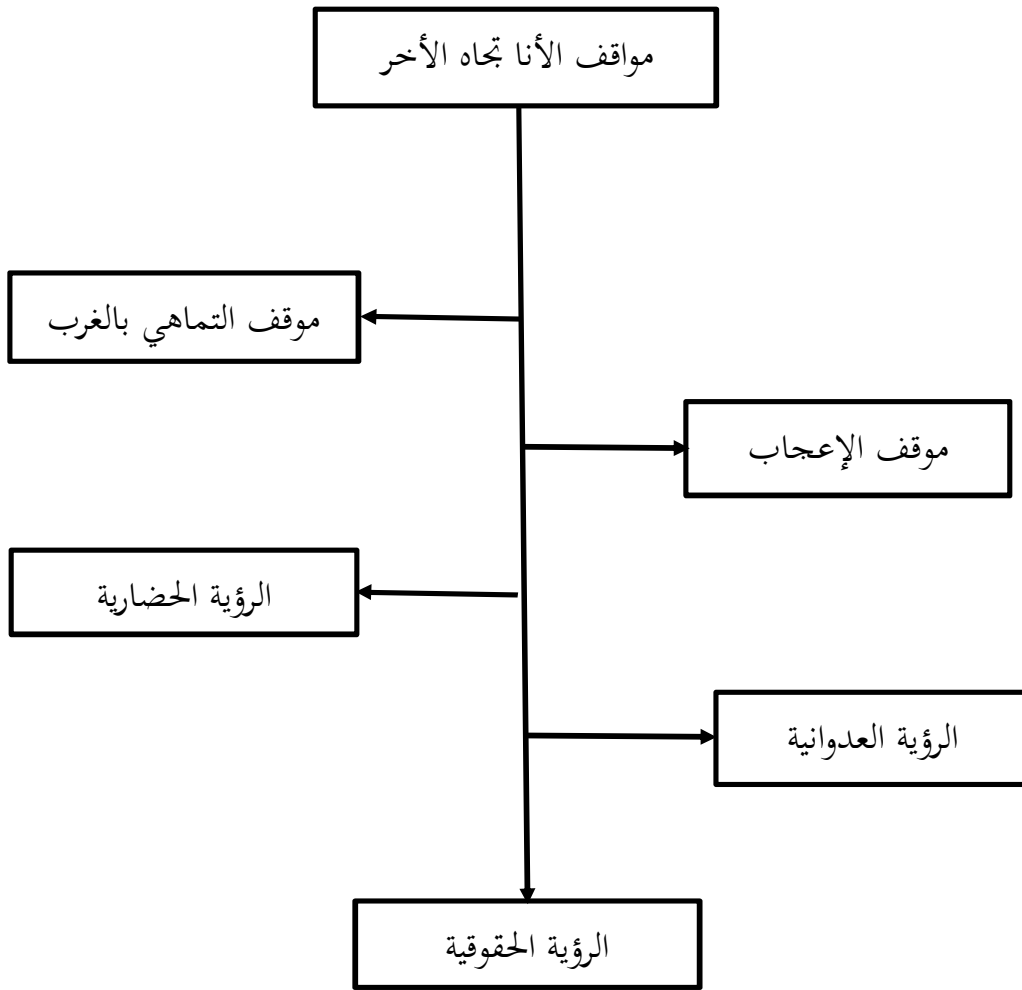 مواقف الأنا تجاه الأخر
موقف التماهي بالغرب
موقف الإعجاب
الرؤية الحضارية
الرؤية العدوانية
الرؤية الحقوقية